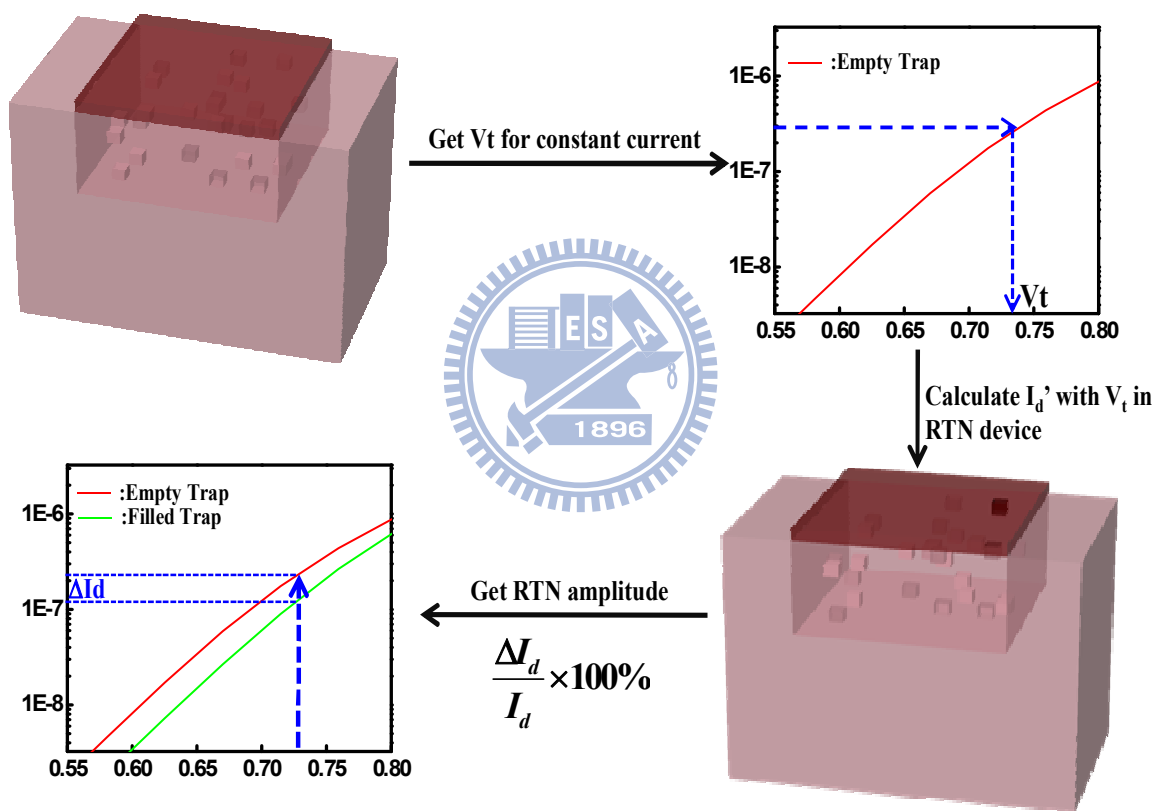 Get Vt for constant current
:Empty Trap
1E-6
1E-7
1E-8
Vt
0.55 0.60 0.65 0.70 0.75 0.80
Calculate Id’ with Vt in
RTN device
E S A
1896
Get RTN amplitude
ΔId/Id ×100%
:Empty Trap
:Filled Trap
1E-6
ΔId
1E-7
1E-8
0.55 0.60 0.65 0.70 0.75 0.80